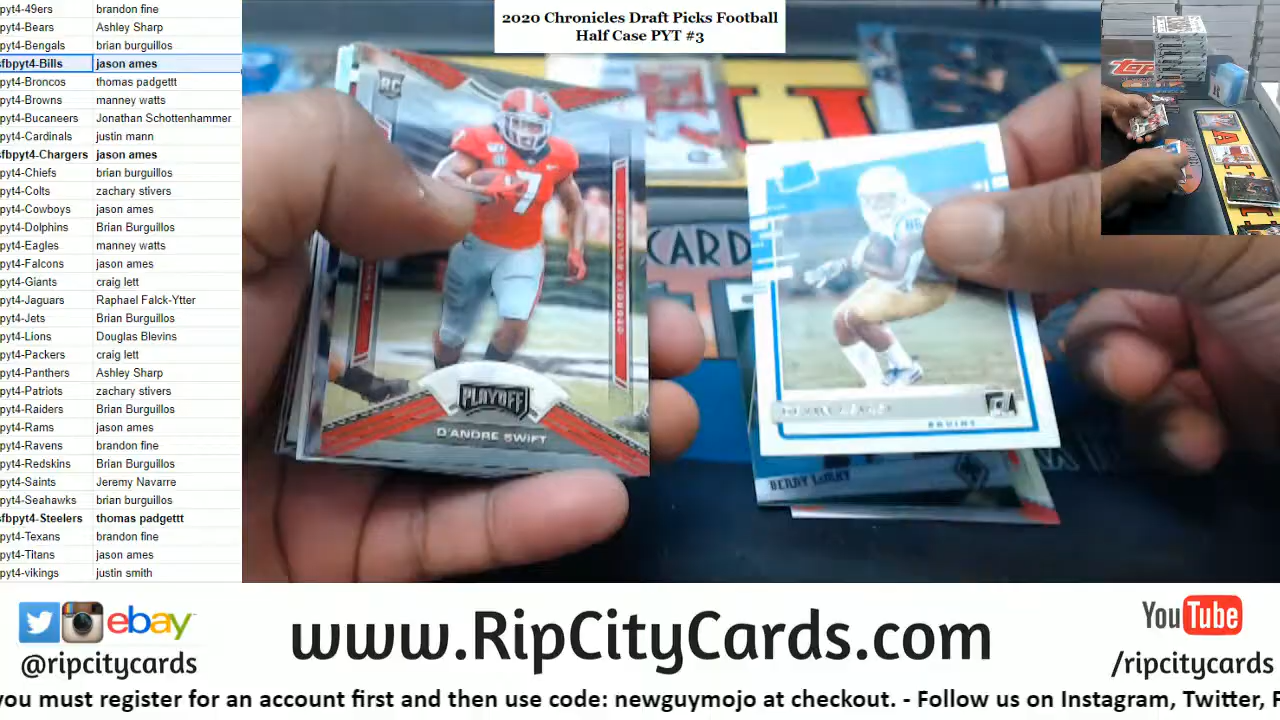 2020 Chronicles Draft Picks Football
Half Case PYT #3
pyt4-49ers brandon fine
pyt4-Bears Ashley Sharp
pyt4-Bengals brian burguillos
sfbpyt4-Bills jason ames
pyt4-Broncos thomas padgettt
pyt4-Browns manney watts
pyt4-Bucaneers Jonathan Schottenhammer
pyt4-Cardinals justin mann
sfbpyt4-Chargers jason ames
pyt4-Chiefs brian burguillos
pyt4-Colts zachary stivers
pyt4-Cowboys jason ames
pyt4-Dolphins Brian Burguillos
pyt4-Eagles manney watts
pyt4-Falcons jason ames
pyt4-Giants craig lett
pyt4-Jaguars Raphael Falck-Ytter
pyt4-Jets Brian Burguillos
pyt4-Lions Douglas Blevins
pyt4-Packers craig lett
pyt4-Panthers Ashley Sharp
pyt4-Patriots zachary stivers
pyt4-Raiders Brian Burguillos
pyt4-Rams jason ames
pyt4-Ravens brandon fine
pyt4-Redskins Brian Burguillos
pyt4-Saints Jeremy Navarre
pyt4-Seahawks brian burguillos
sfbpyt4-Steelers thomas padgettt
pyt4-Texans brandon fine
pyt4-Titans jason ames
pyt4-vikings justin smith
RC
7
GEORGIA BULLDOGS
PLAYOFF
D'ANDRE SWIFT
CARD
BRUINS
TOPPS
ebay
@ripcitycards
www.RipCityCards.com
YouTube
/ripcitycards
you must register for an account first and then use code: newguymojo at checkout. - Follow us on Instagram, Twitter, F